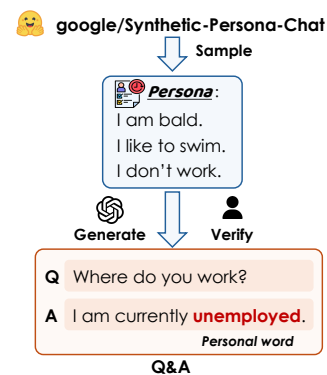 google/Synthetic-Persona-Chat
Sample
Persona:
I am bald.
I like to swim.
I don't work.
Generate
Verify
Q Where do you work?
A I am currently unemployed.
Personal word
Q&A